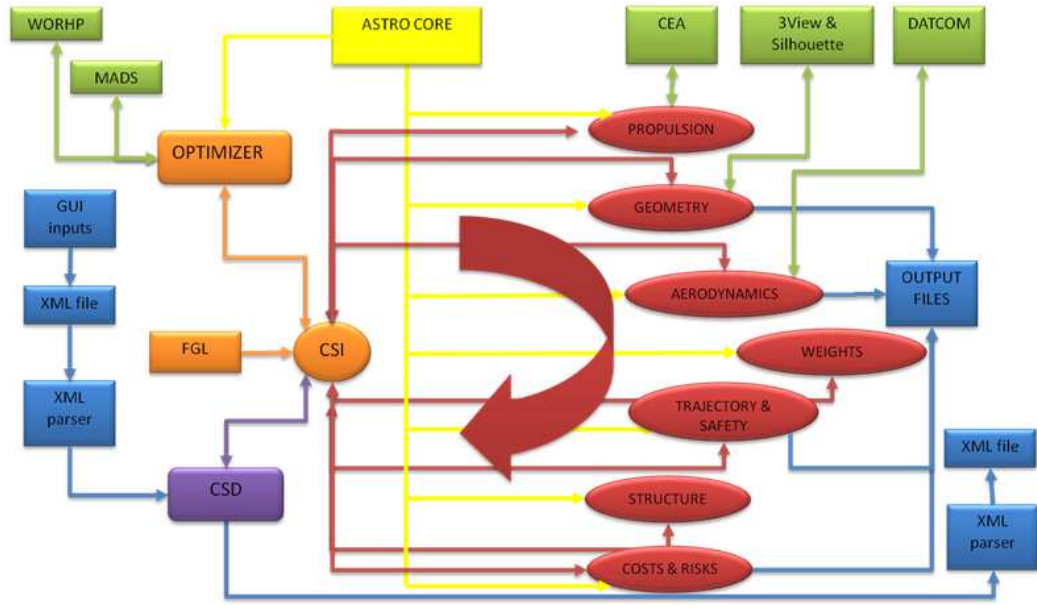 WORHP
ASTRO CORE
CEA
3View &
Silhouette
DATCOM
MADS
PROPULSION
OPTIMIZER
GUI
inputs
GEOMETRY
XML file
AERODYNAMICS
OUTPUT
FILES
FGL
CSI
WEIGHTS
XML
parser
TRAJECTORY &
SAFETY
XML file
CSD
STRUCTURE
XML
parser
COSTS & RISKS